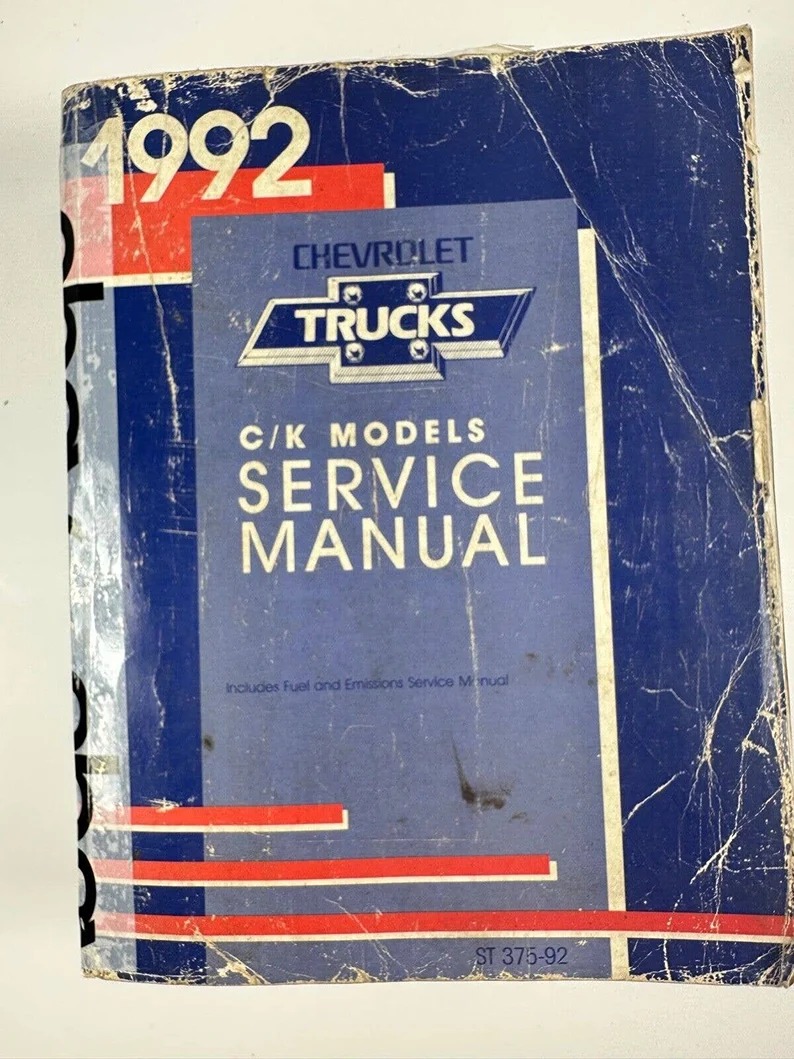 1992
CHEVROLET
TRUCKS
C/K MODELS
SERVICE
MANUAL
Includes Fuel and Emissions Service Manual
ST 375-92